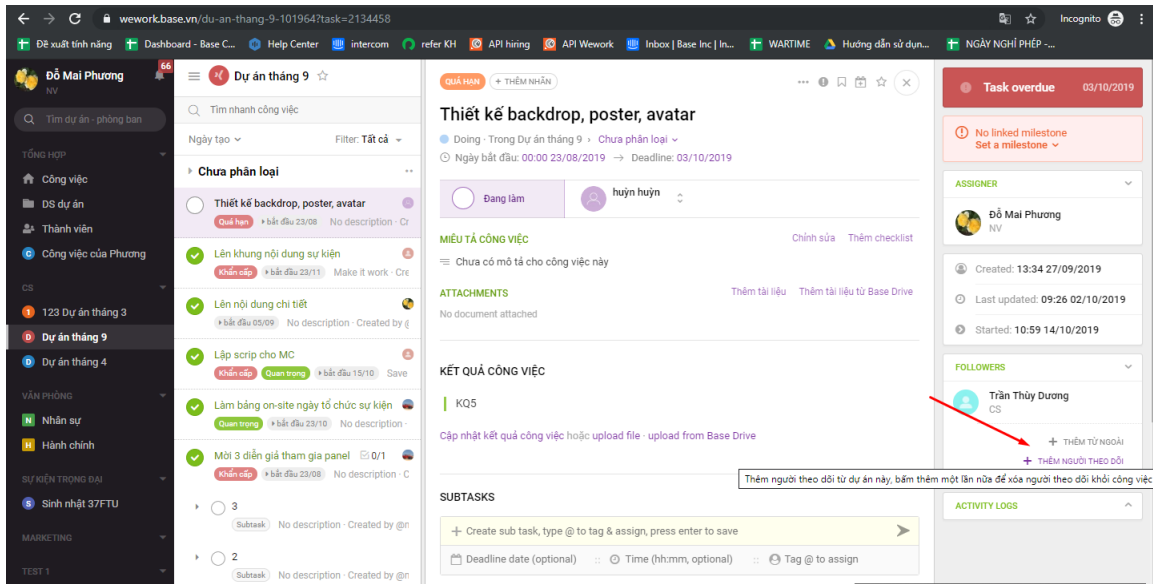 wework.base.vn/du-an-thang-9-101964?task=2134458
Incognito
Đề xuất tính năng
Dashboard - Base C...
Help Center
intercom
refer KH
API hiring
API Wework
Inbox | Base Inc | In...
WARTIME
Hướng dẫn sử dụn...
NGÀY NGHỈ PHÉP -...
Đỗ Mai Phương
NV
66
Tìm dự án - phòng ban
TỔNG HỢP
Công việc
DS dự án
Thành viên
C Công việc của Phương
CS
1 123 Dự án tháng 3
D Dự án tháng 9
D Dự án tháng 4
VĂN PHÒNG
N Nhân sự
H Hành chính
SỰ KIỆN TRỌNG ĐẠI
S Sinh nhật 37FTU
MARKETING
TEST 1
Dự án tháng 9
Tìm nhanh công việc
Ngày tạo
Filter: Tất cả
Chưa phân loại
Thiết kế backdrop, poster, avatar
Quá hạn bắt đầu 23/08 No description · Cr
Lên khung nội dung sự kiện
Khẩn cấp bắt đầu 23/11 Make it work · Cre
Lên nội dung chi tiết
bắt đầu 05/09 No description · Created by
Lập scrip cho MC
Khẩn cấp Quan trọng bắt đầu 15/10 Save
Làm bảng on-site ngày tổ chức sự kiện
Quan trọng bắt đầu 23/10 No description ·
Mời 3 diễn giả tham gia panel 0/1
Khẩn cấp bắt đầu 23/08 No description · C
3
Subtask No description · Created by @n
2
Subtask No description · Created by @n
QUÁ HẠN
+ THÊM NHÃN
Thiết kế backdrop, poster, avatar
Doing · Trong Dự án tháng 9 › Chưa phân loại
Ngày bắt đầu: 00:00 23/08/2019 → Deadline: 03/10/2019
Đang làm
huỳn huỳn
MIÊU TẢ CÔNG VIỆC
Chỉnh sửa Thêm checklist
Chưa có mô tả cho công việc này
ATTACHMENTS
Thêm tài liệu Thêm tài liệu từ Base Drive
No document attached
KẾT QUẢ CÔNG VIỆC
KQ5
Cập nhật kết quả công việc hoặc upload file · upload from Base Drive
SUBTASKS
+ Create sub task, type @ to tag & assign, press enter to save
Deadline date (optional) :: Time (hh:mm, optional) :: Tag @ to assign
Task overdue 03/10/2019
No linked milestone
Set a milestone
ASSIGNER
Đỗ Mai Phương
NV
Created: 13:34 27/09/2019
Last updated: 09:26 02/10/2019
Started: 10:59 14/10/2019
FOLLOWERS
Trần Thùy Dương
CS
+ THÊM TỪ NGOÀI
+ THÊM NGƯỜI THEO DÕI
Thêm người theo dõi từ dự án này, bấm thêm một lần nữa để xóa người theo dõi khỏi công việc
ACTIVITY LOGS